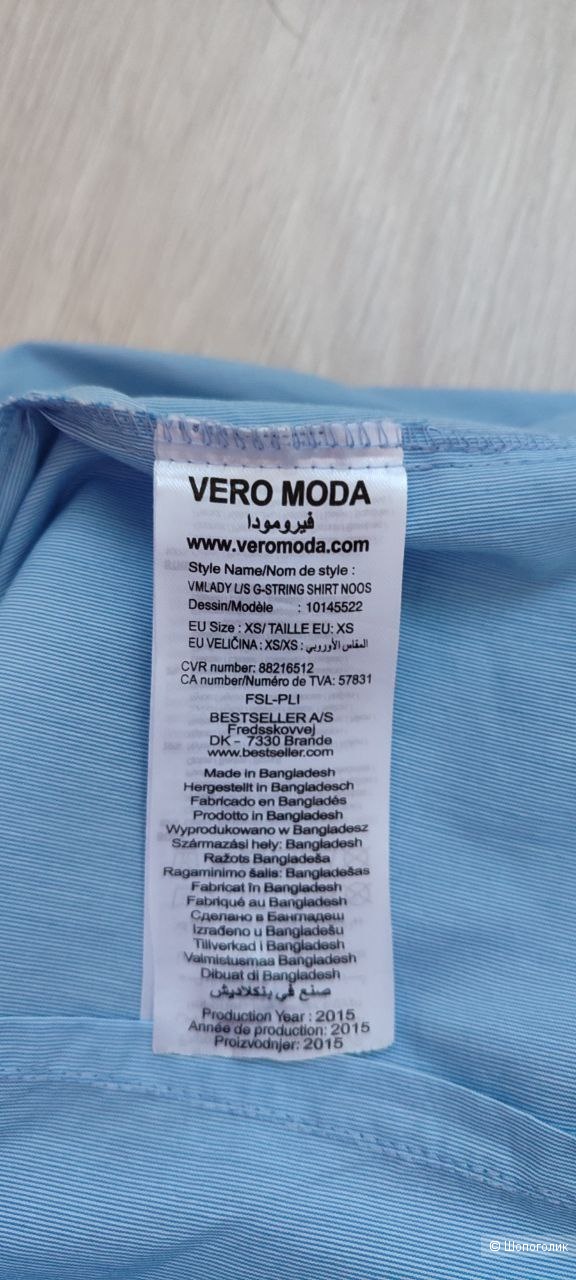 VERO MODA
فيرومودا
www.veromoda.com
Style Name/Nom de style :
VMLADY L/S G-STRING SHIRT NOOS
Dessin/Modèle : 10145522
EU Size : XS/ TAILLE EU: XS
EU VELIČINA : XS/XS : المقاس الأوروبي
CVR number: 88216512
CA number/Numéro de TVA: 57831
FSL-PLI
BESTSELLER A/S
Fredsskovvej
DK - 7330 Brande
www.bestseller.com
Made in Bangladesh
Hergestellt in Bangladesch
Fabricado en Bangladés
Prodotto in Bangladesh
Wyprodukowano w Bangladesz
Származási hely: Bangladesh
Ražots Bangladeša
Ragaminimo šalis: Bangladešas
Fabricat în Bangladesh
Fabriqué au Bangladesh
Сделано в Бангладеш
Izrađeno u Bangladešu
Tillverkad i Bangladesh
Valmistusmaa Bangladesh
Dibuat di Bangladesh
صنع في بنكلاديش
Production Year : 2015
Année de production: 2015
Proizvodnjer: 2015
© Шопоголик